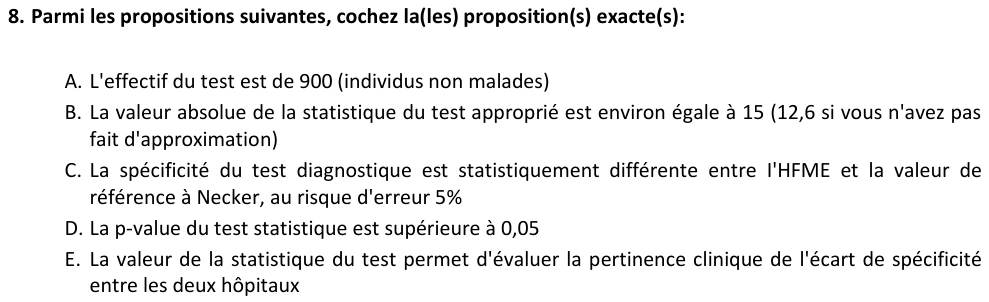 8. Parmi les propositions suivantes, cochez la(les) proposition(s) exacte(s):
A. L'effectif du test est de 900 (individus non malades)
B. La valeur absolue de la statistique du test approprié est environ égale à 15 (12,6 si vous n'avez pas
fait d'approximation)
C. La spécificité du test diagnostique est statistiquement différente entre l'HFME et la valeur de
référence à Necker, au risque d'erreur 5%
D. La p-value du test statistique est supérieure à 0,05
E. La valeur de la statistique du test permet d'évaluer la pertinence clinique de l'écart de spécificité
entre les deux hôpitaux